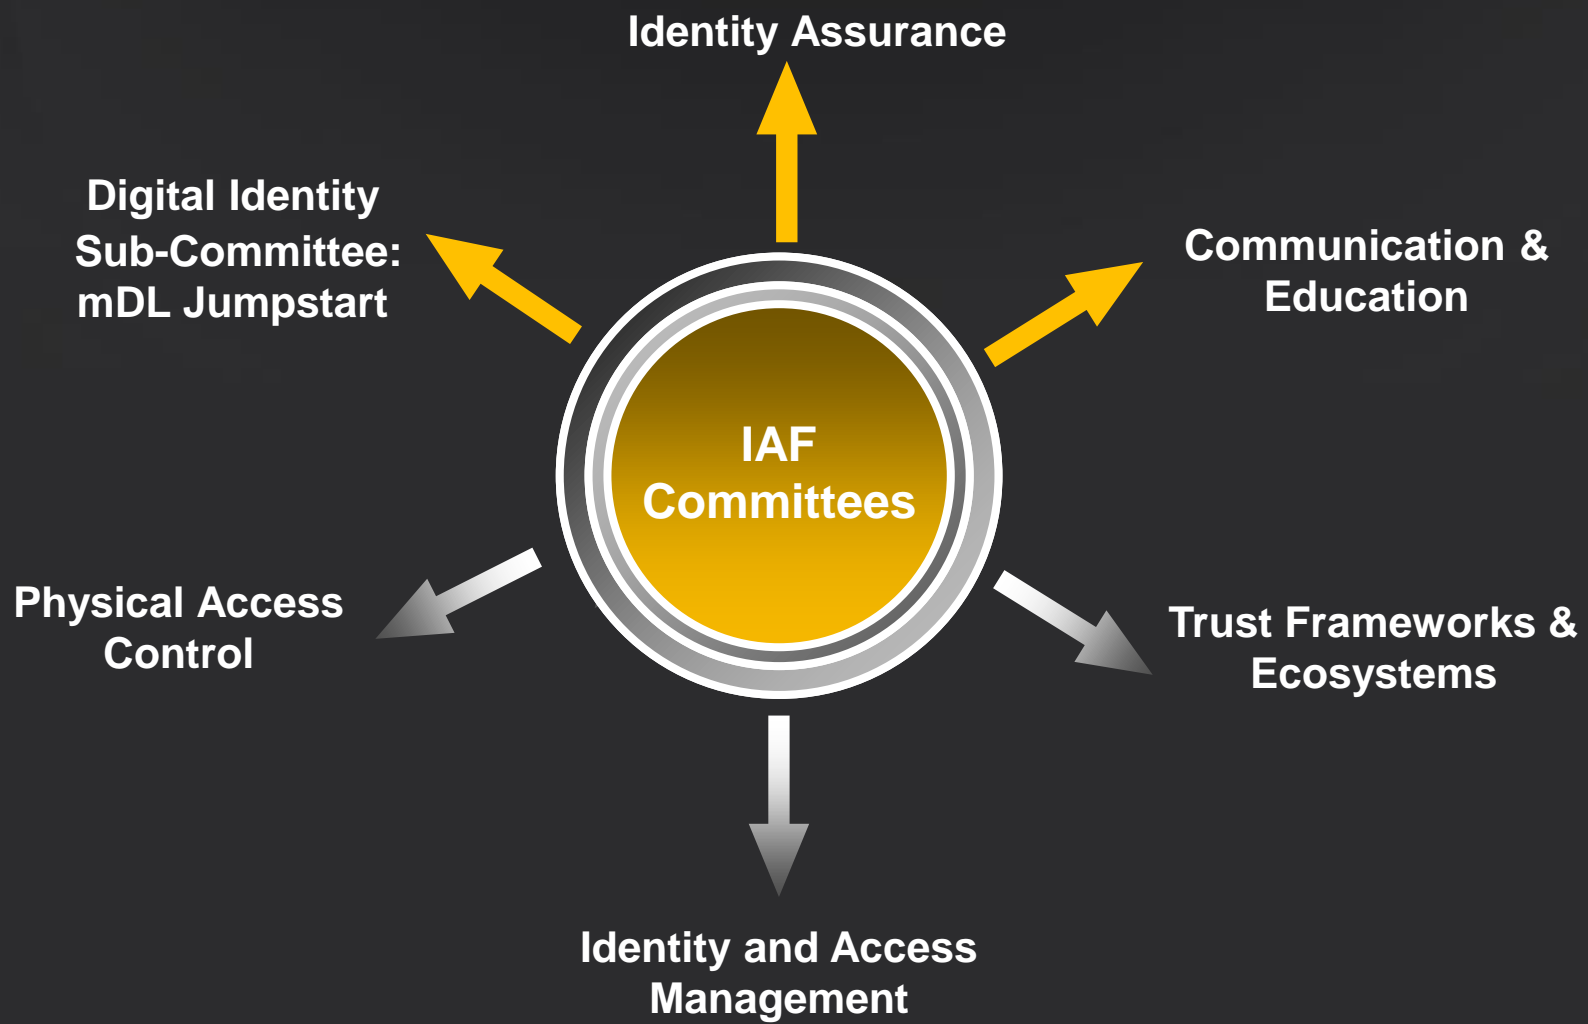 Identity Assurance
Digital Identity
Sub-Committee:
mDL Jumpstart
Communication &
Education
IAF
Committees
Physical Access
Control
Trust Frameworks &
Ecosystems
Identity and Access
Management